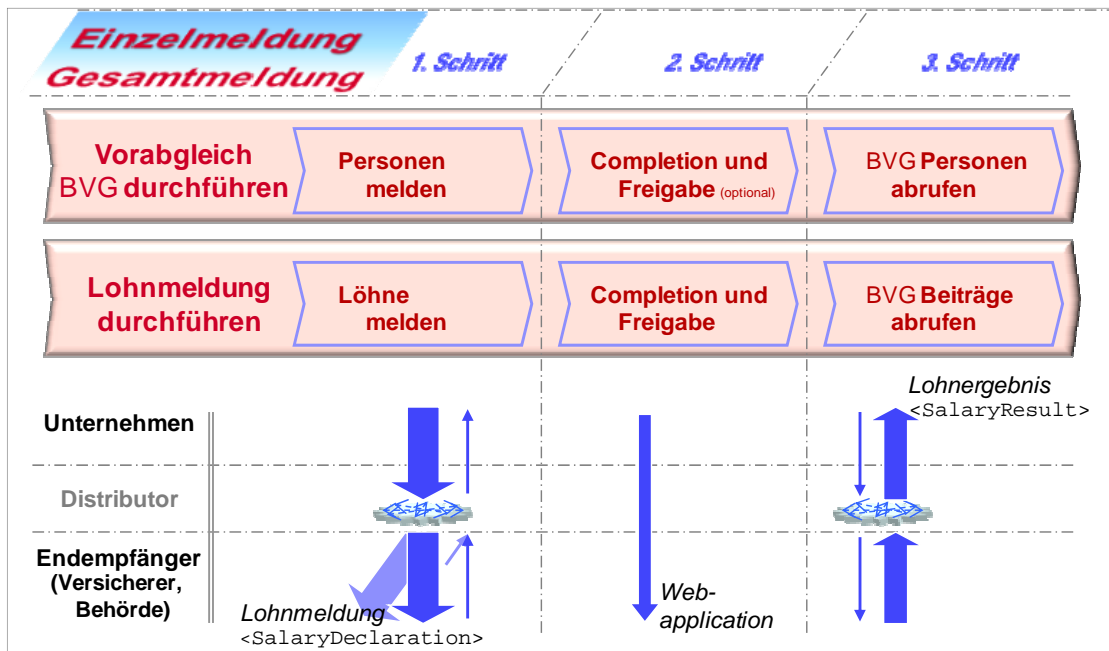 Einzelmeldung
Gesamtmeldung
1. Schritt
2. Schritt
3. Schritt
Vorabgleich
BVG durchführen
Personen
melden
Completion und
Freigabe (optional)
BVG Personen
abrufen
Lohnmeldung
durchführen
Löhne
melden
Completion und
Freigabe
BVG Beiträge
abrufen
Lohnergebnis
<SalaryResult>
Unternehmen
Distributor
Endempfänger
(Versicherer,
Behörde)
Lohnmeldung
<SalaryDeclaration>
Web-
application